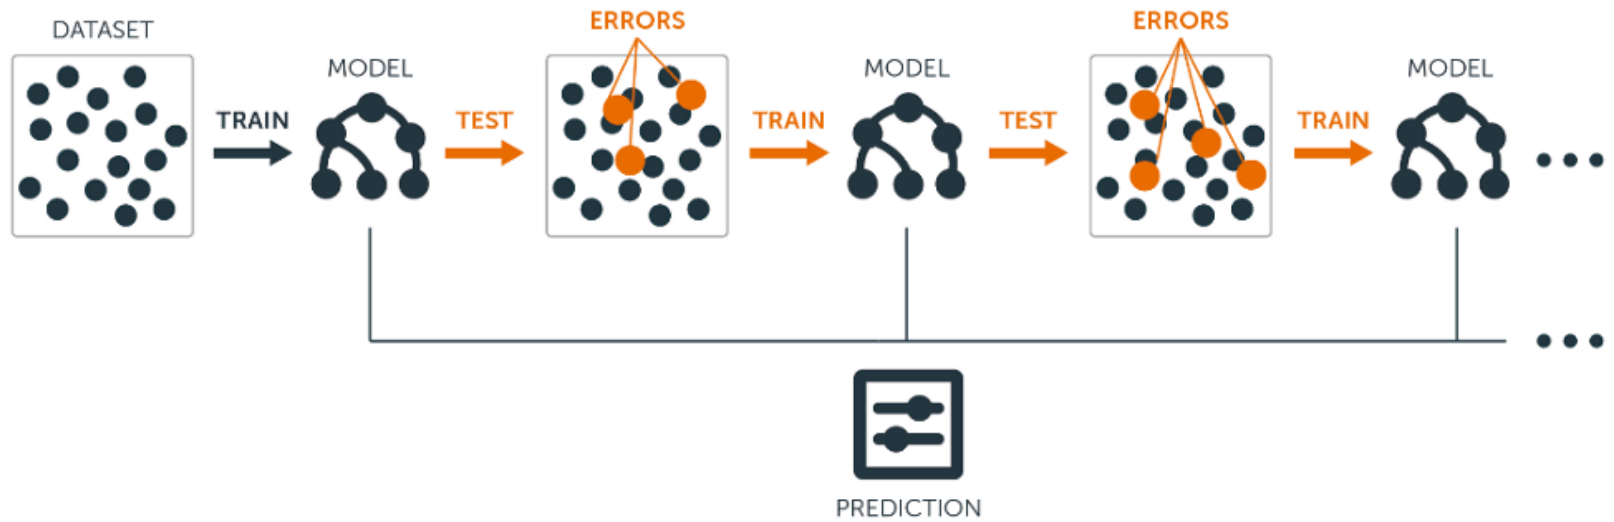 DATASET
TRAIN
MODEL
TEST
ERRORS
TRAIN
MODEL
TEST
ERRORS
TRAIN
MODEL
PREDICTION